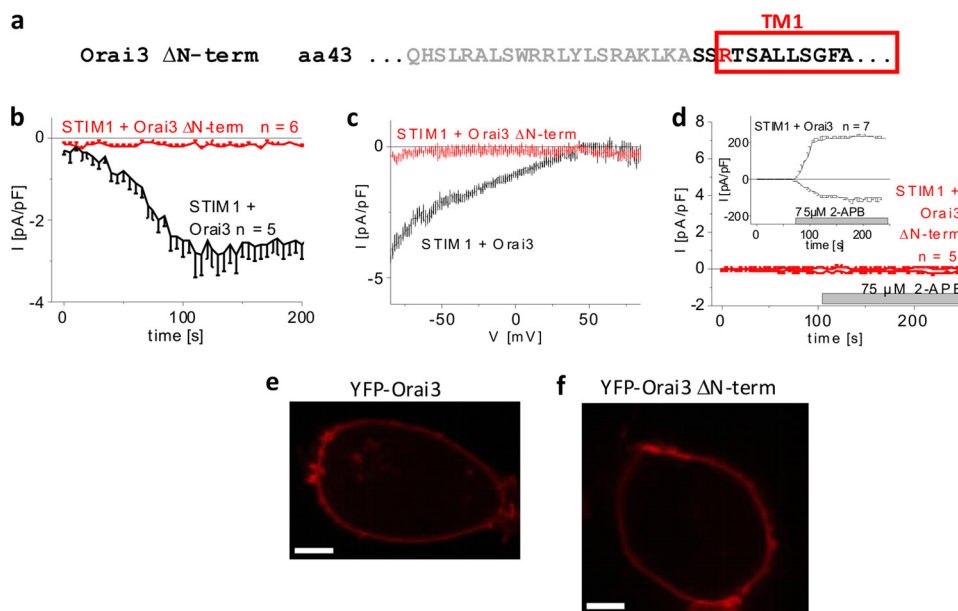 a
TM1
Orai3 ΔN-term aa43 ...QHSLRALSWRRLYLSRAKLKASSRTSALLSGFA...
b
STIM1 + Orai3 ΔN-term n = 6
STIM1 +
Orai3 n = 5
I [pA/pF]
0
-2
-4
0
100
200
time [s]
c
STIM1 + Orai3 ΔN-term
STIM1 + Orai3
I [pA/pF]
0
-5
-50
0
50
V [mV]
d
STIM1 + Orai3 n = 7
I [pA/pF]
200
0
-200
75µM 2-APB
0
100
200
time [s]
STIM1 +
Orai3
ΔN-term
n = 5
I [pA/pF]
8
6
4
2
0
-2
75 µM 2-APB
0
100
200
time [s]
e
YFP-Orai3
f
YFP-Orai3 ΔN-term